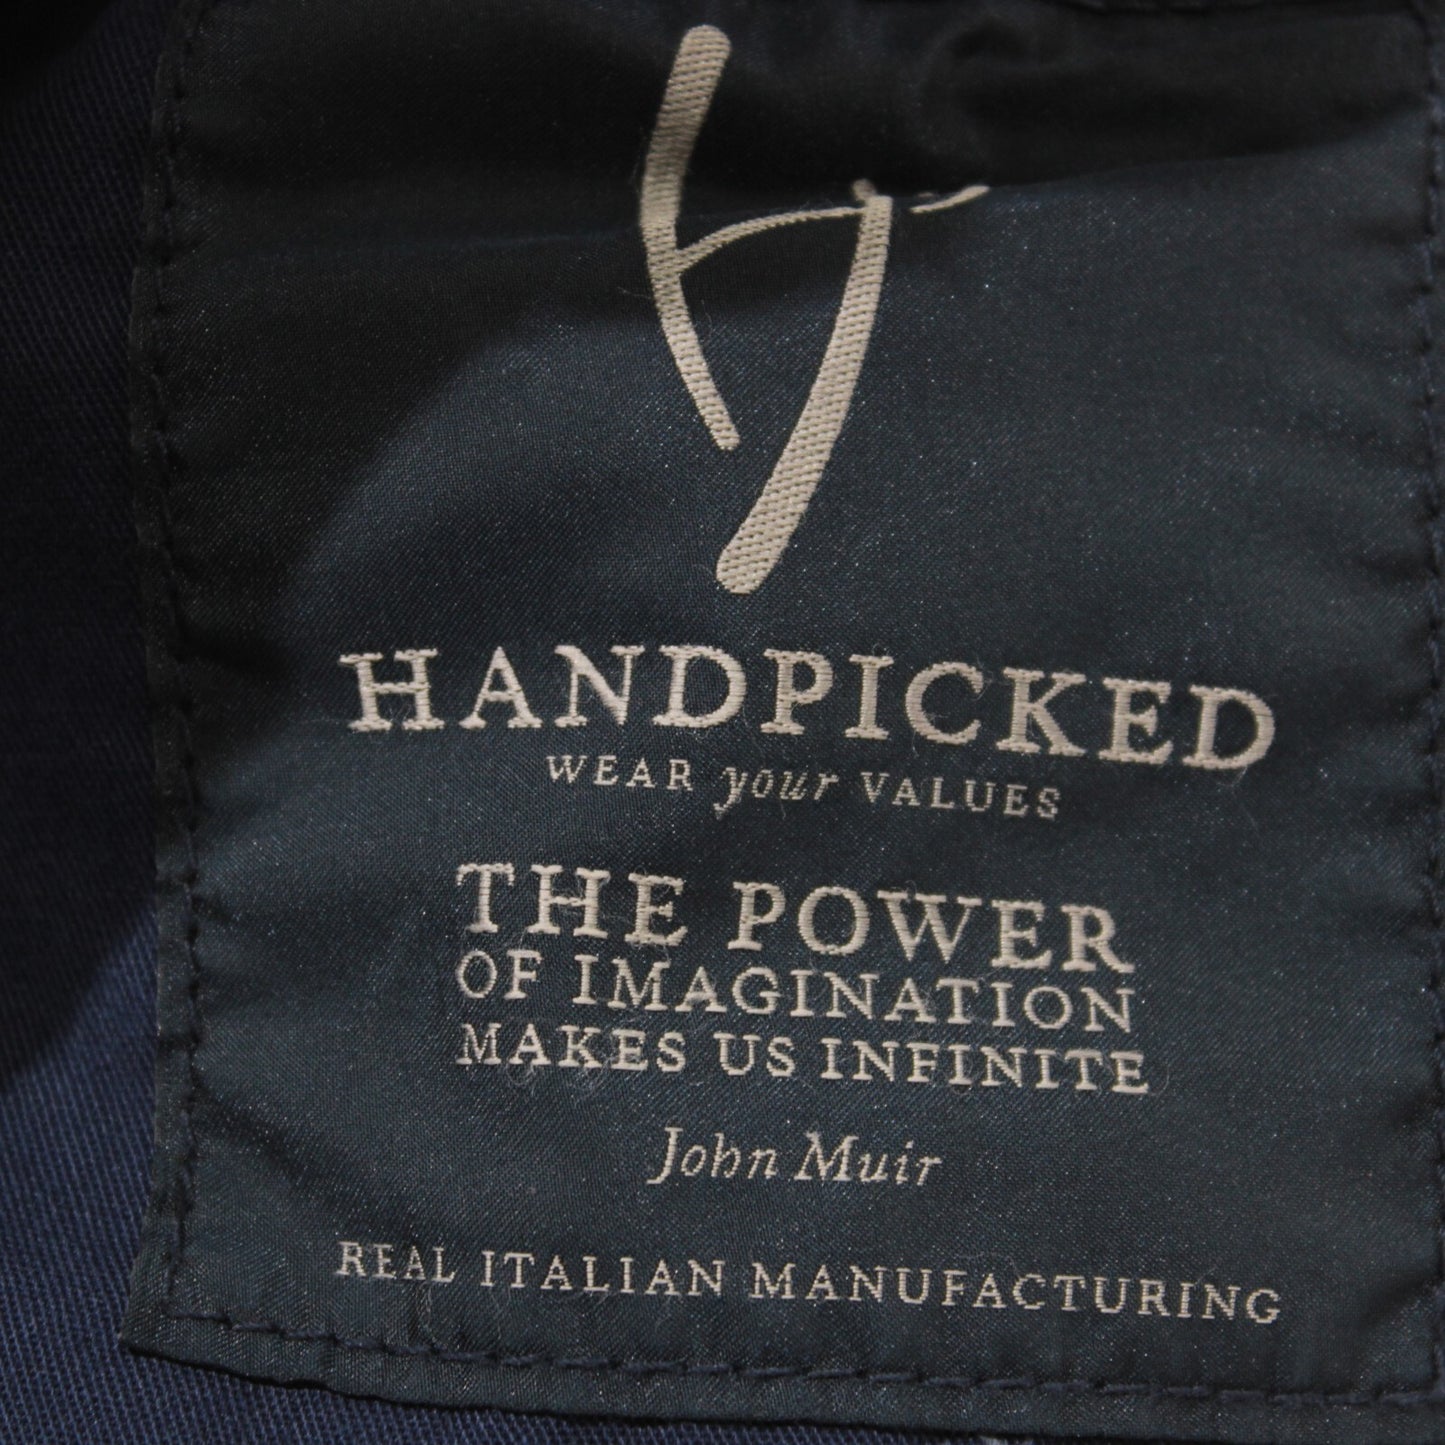 HANDPICKED
WEAR your VALUES
THE POWER
OF IMAGINATION
MAKES US INFINITE
John Muir
REAL ITALIAN MANUFACTURING